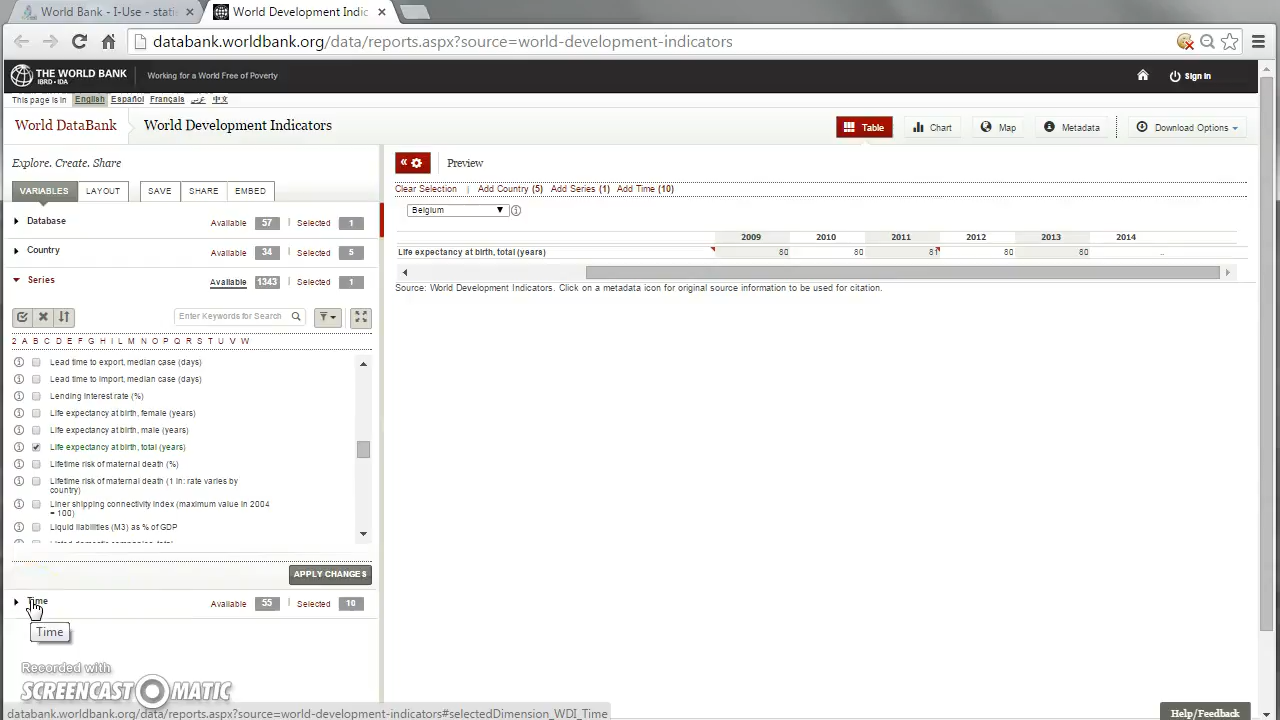 World Bank - I-Use - stati
World Development Indic
databank.worldbank.org/data/reports.aspx?source=world-development-indicators
THE WORLD BANK
IBRD • IDA
Working for a World Free of Poverty
Sign in
This page is in English Español Français عربي 中文
World DataBank
World Development Indicators
Table
Chart
Map
Metadata
Download Options
Explore. Create. Share
VARIABLES
LAYOUT
SAVE
SHARE
EMBED
Database Available 57 | Selected 1
Country Available 34 | Selected 5
Series Available 1343 | Selected 1
Enter Keywords for Search
2 A B C D E F G H I L M N O P Q R S T U V W
Lead time to export, median case (days)
Lead time to import, median case (days)
Lending interest rate (%)
Life expectancy at birth, female (years)
Life expectancy at birth, male (years)
Life expectancy at birth, total (years)
Lifetime risk of maternal death (%)
Lifetime risk of maternal death (1 in: rate varies by
country)
Liner shipping connectivity index (maximum value in 2004
= 100)
Liquid liabilities (M3) as % of GDP
APPLY CHANGES
Time Available 55 | Selected 10
Time
Preview
Clear Selection | Add Country (5) Add Series (1) Add Time (10)
Belgium
2009 2010 2011 2012 2013 2014
Life expectancy at birth, total (years) 80 80 81 80 80 ..
Source: World Development Indicators. Click on a metadata icon for original source information to be used for citation.
Recorded with
SCREENCAST MATIC
databank.worldbank.org/data/reports.aspx?source=world-development-indicators#selectedDimension_WDI_Time
Help/Feedback